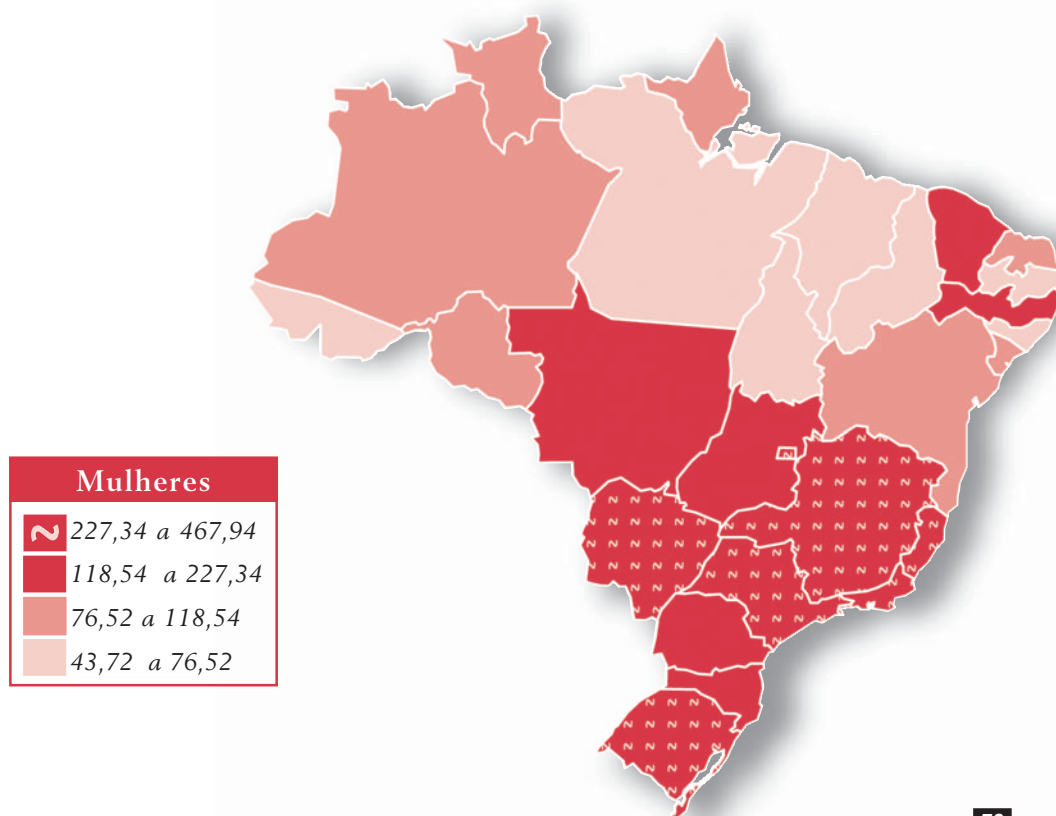 Mulheres
227,34 a 467,94
118,54 a 227,34
76,52 a 118,54
43,72 a 76,52